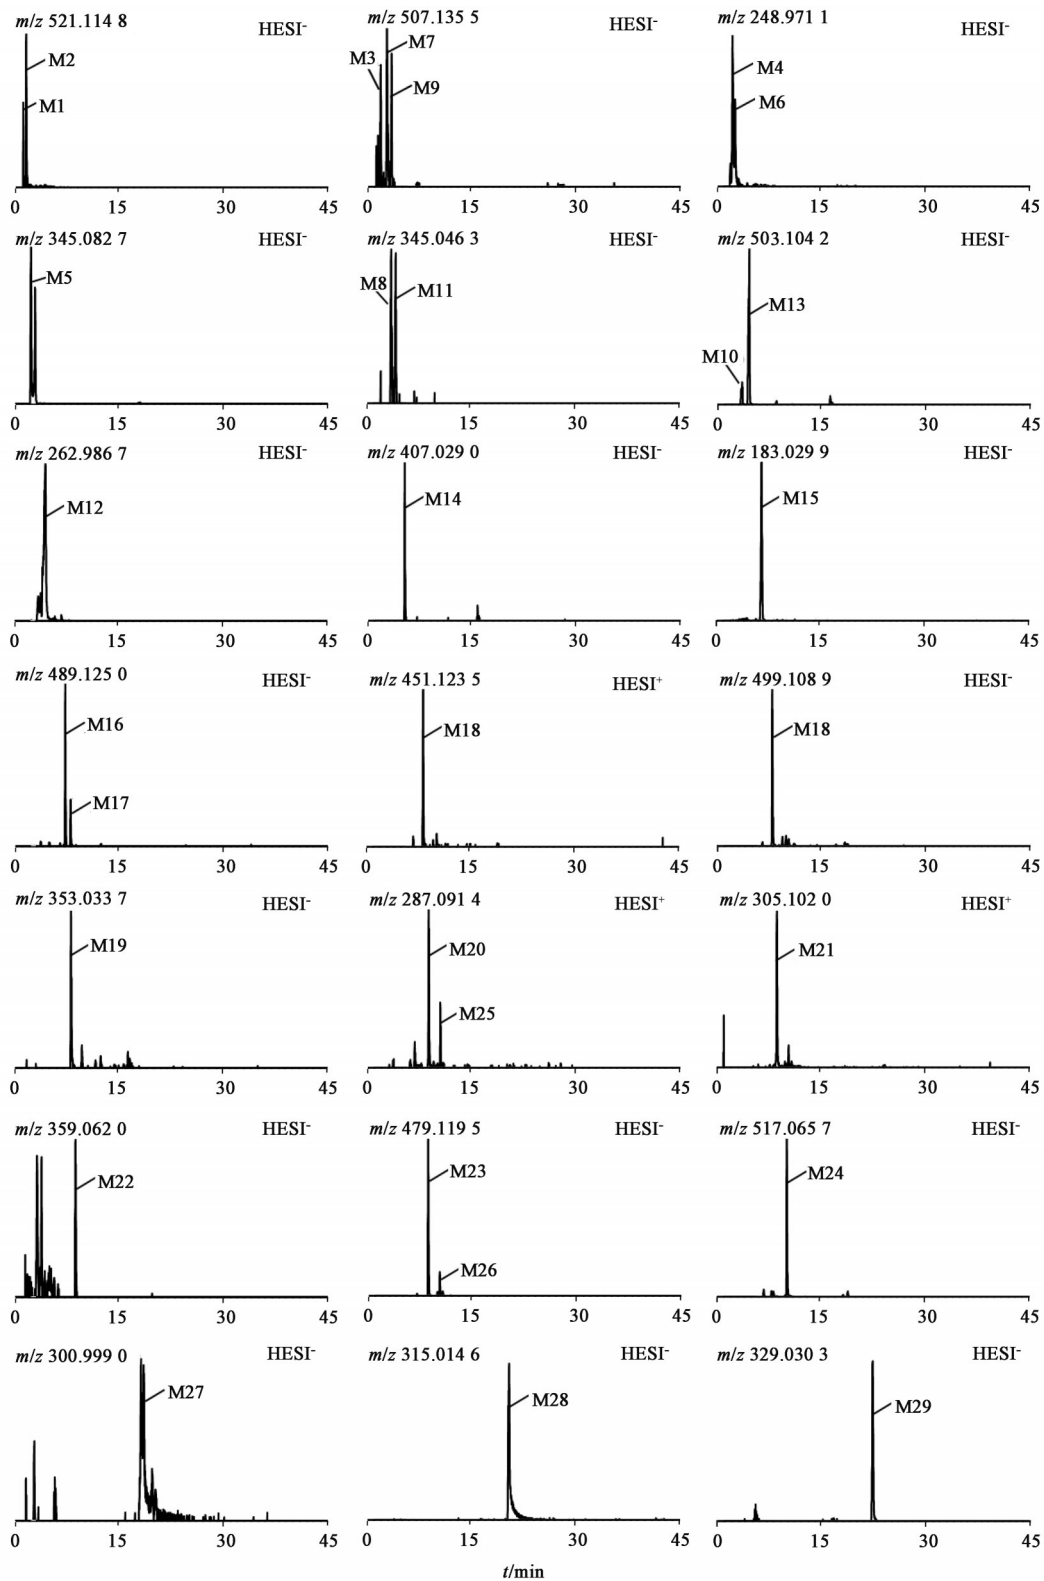 m/z 521.114 8 HESI⁻ m/z 507.135 5 HESI⁻ m/z 248.971 1 HESI⁻
M2 M3 M7 M4
M1 M9 M6
0 15 30 45 0 15 30 45 0 15 30 45
m/z 345.082 7 HESI⁻ m/z 345.046 3 HESI⁻ m/z 503.104 2 HESI⁻
M5 M8 M11 M13
M10
0 15 30 45 0 15 30 45 0 15 30 45
m/z 262.986 7 HESI⁻ m/z 407.029 0 HESI⁻ m/z 183.029 9 HESI⁻
M12 M14 M15
0 15 30 45 0 15 30 45 0 15 30 45
m/z 489.125 0 HESI⁻ m/z 451.123 5 HESI⁺ m/z 499.108 9 HESI⁻
M16 M18 M18
M17
0 15 30 45 0 15 30 45 0 15 30 45
m/z 353.033 7 HESI⁻ m/z 287.091 4 HESI⁺ m/z 305.102 0 HESI⁺
M19 M20 M21
M25
0 15 30 45 0 15 30 45 0 15 30 45
m/z 359.062 0 HESI⁻ m/z 479.119 5 HESI⁻ m/z 517.065 7 HESI⁻
M22 M23 M24
M26
0 15 30 45 0 15 30 45 0 15 30 45
m/z 300.999 0 HESI⁻ m/z 315.014 6 HESI⁻ m/z 329.030 3 HESI⁻
M27 M28 M29
0 15 30 45 0 15 30 45 0 15 30 45
t/min